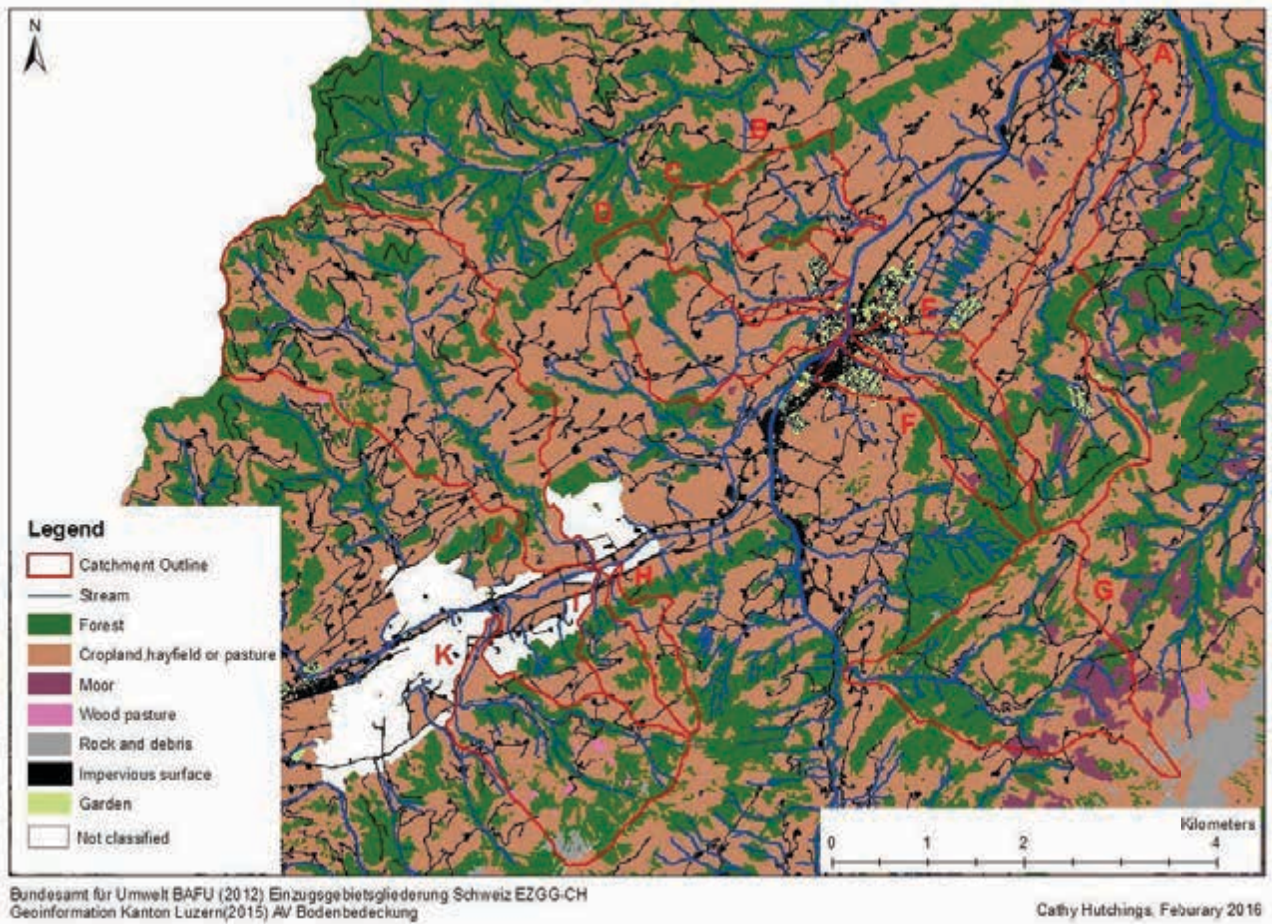 N
A
B
C
D
E
F
G
J
H
I
K
Legend
Catchment Outline
Stream
Forest
Cropland,hayfield or pasture
Moor
Wood pasture
Rock and debris
Impervious surface
Garden
Not classified
Kilometers
0 1 2 4
Bundesamt für Umwelt BAFU (2012) Einzugsgebietsgliederung Schweiz EZGG-CH
Geoinformation Kanton Luzern(2015) AV Bodenbedeckung
Cathy Hutchings, Feburary 2016